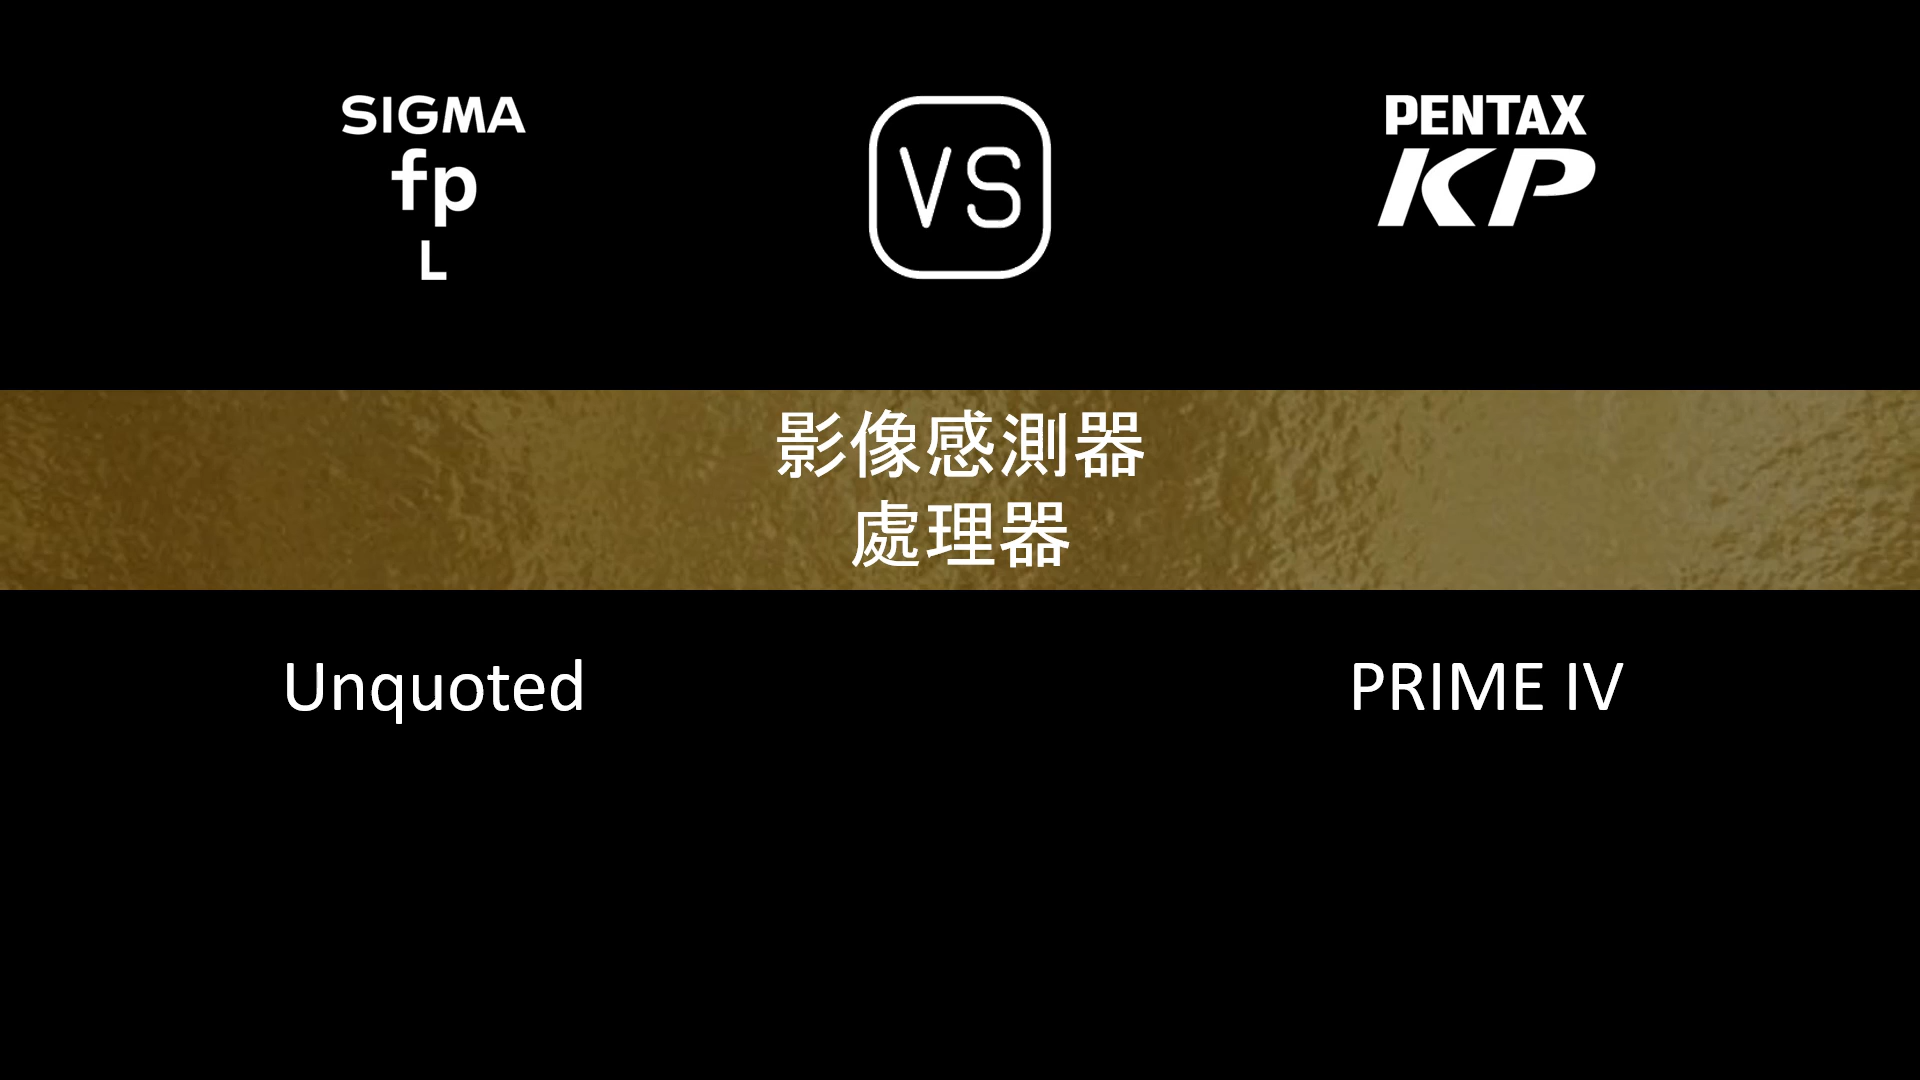 SIGMA
fp
L
VS
PENTAX
KP
影像感測器
處理器
Unquoted
PRIME IV